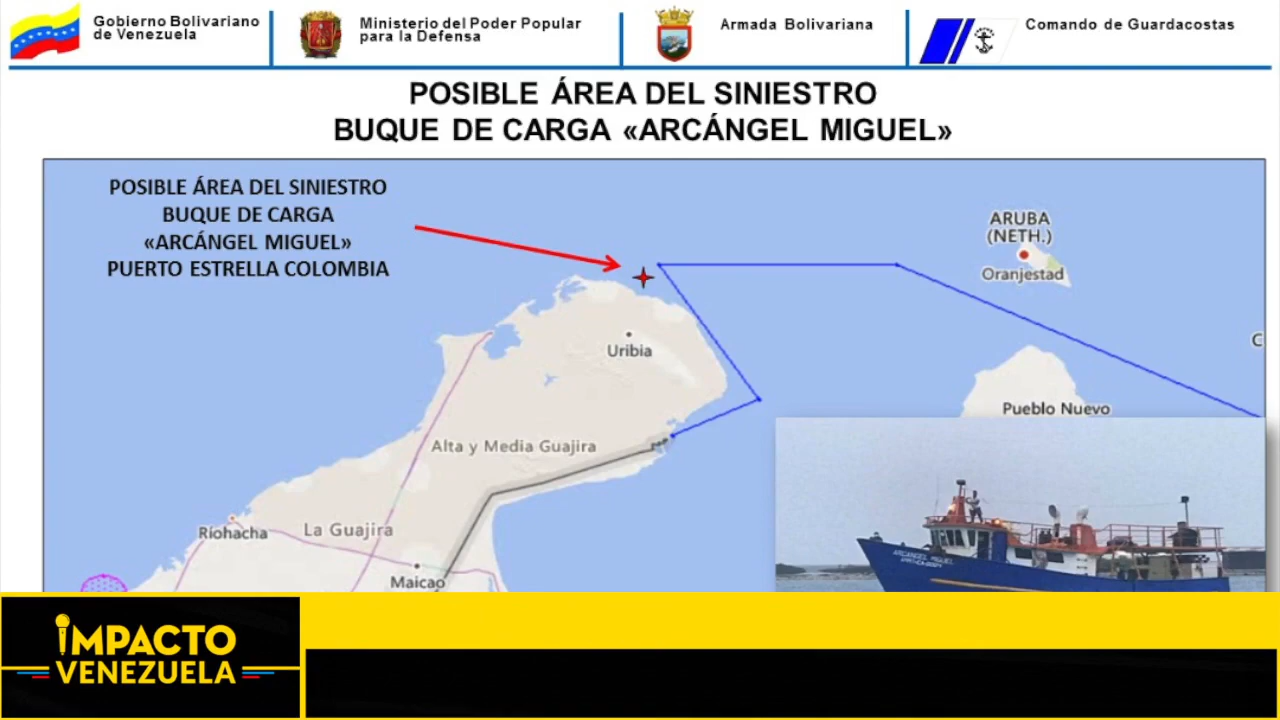 Gobierno Bolivariano
de Venezuela
Ministerio del Poder Popular
para la Defensa
Armada Bolivariana
Comando de Guardacostas
POSIBLE ÁREA DEL SINIESTRO
BUQUE DE CARGA «ARCÁNGEL MIGUEL»
POSIBLE ÁREA DEL SINIESTRO
BUQUE DE CARGA
«ARCÁNGEL MIGUEL»
PUERTO ESTRELLA COLOMBIA
ARUBA
(NETH.)
Oranjestad
C
Uribia
Pueblo Nuevo
Alta y Media Guajira
Ríohacha
La Guajira
Maicao
ARCANGEL MIGUEL
IMPACTO
VENEZUELA